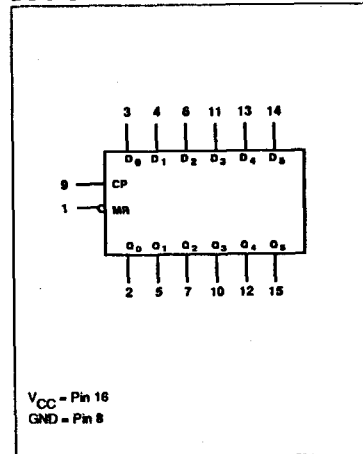 3 4 6 11 13 14
D0 D1 D2 D3 D4 D5
9 CP
1 MR
Q0 Q1 Q2 Q3 Q4 Q5
2 5 7 10 12 15
VCC = Pin 16
GND = Pin 8